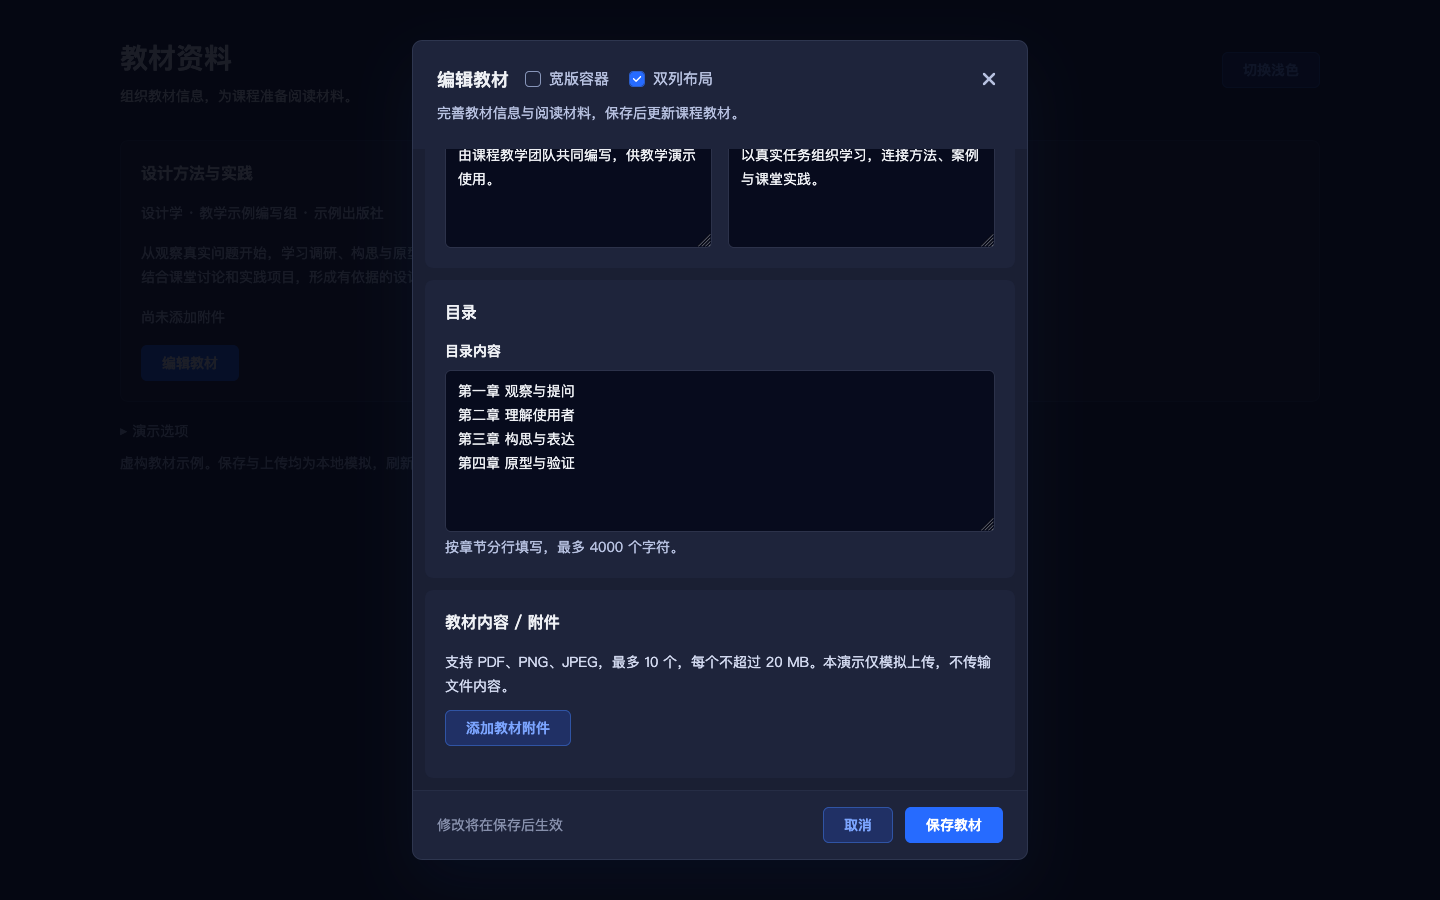 教材资料
组织教材信息，为课程准备阅读材料。
切换浅色
设计方法与实践
设计学 · 教学示例编写组 · 示例出版社
从观察真实问题开始，学习调研、构思与原型
结合课堂讨论和实践项目，形成有依据的设计
尚未添加附件
编辑教材
▸ 演示选项
虚构教材示例。保存与上传均为本地模拟，刷新
编辑教材
宽版容器
双列布局
完善教材信息与阅读材料，保存后更新课程教材。
由课程教学团队共同编写，供教学演示
使用。
以真实任务组织学习，连接方法、案例
与课堂实践。
目录
目录内容
第一章 观察与提问
第二章 理解使用者
第三章 构思与表达
第四章 原型与验证
按章节分行填写，最多 4000 个字符。
教材内容 / 附件
支持 PDF、PNG、JPEG，最多 10 个，每个不超过 20 MB。本演示仅模拟上传，不传输
文件内容。
添加教材附件
修改将在保存后生效
取消
保存教材